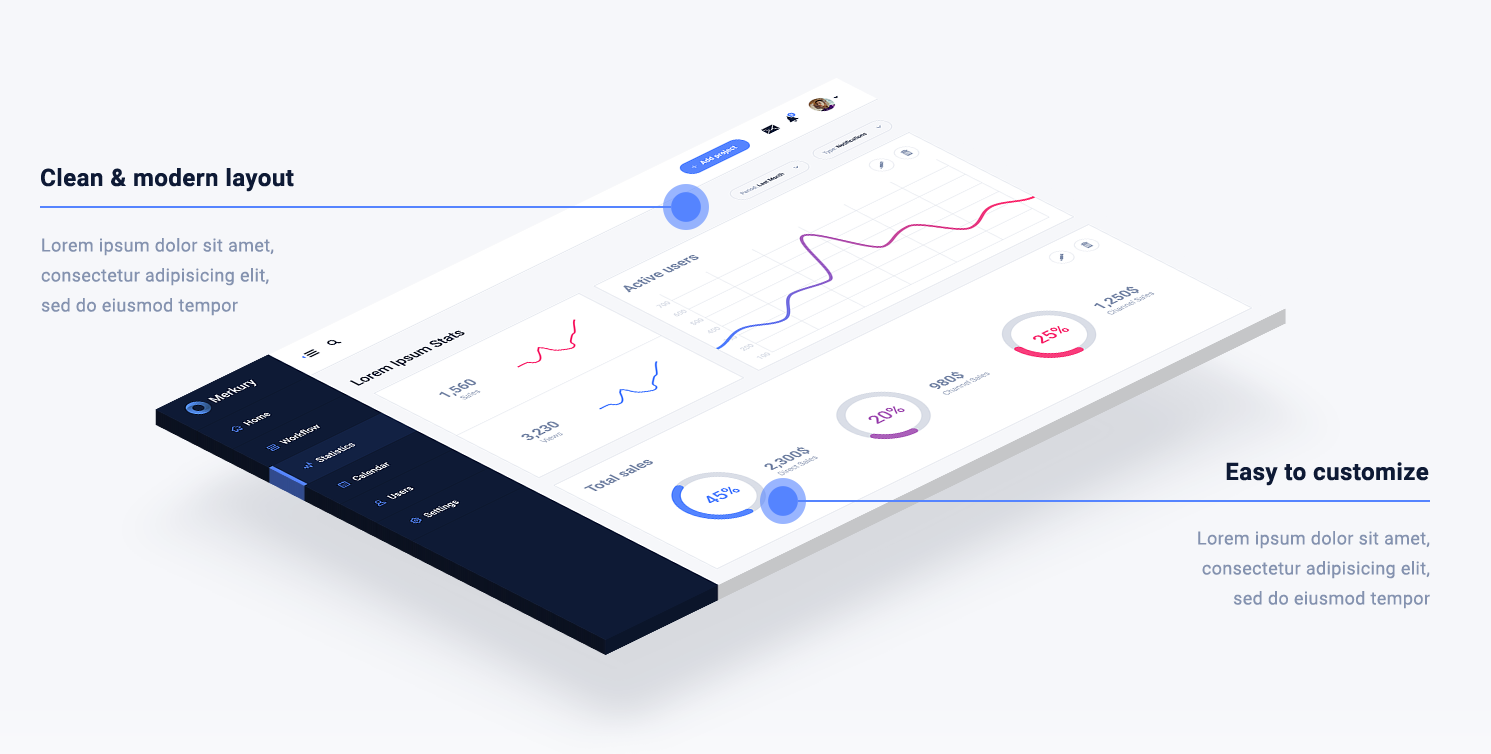 Clean & modern layout
Lorem ipsum dolor sit amet,
consectetur adipisicing elit,
sed do eiusmod tempor
+ Add project
Period: Last Month
Type: Notifications
Merkury
Home
Workflow
Statistics
Calendar
Users
Settings
Lorem Ipsum Stats
1,560
Sales
3,230
Views
Active users
700
600
500
400
200
100
Total sales
45%
2,300$
Direct Sales
20%
980$
Channel Sales
25%
1,250$
Channel Sales
Easy to customize
Lorem ipsum dolor sit amet,
consectetur adipisicing elit,
sed do eiusmod tempor